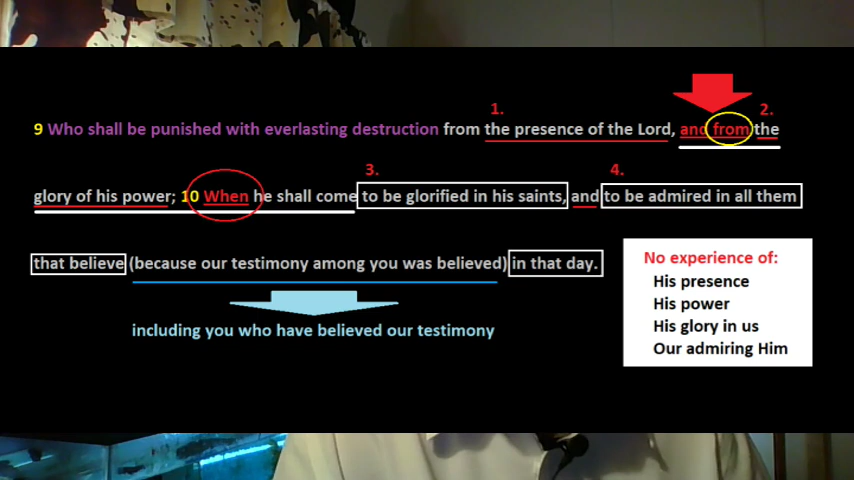 1.
2.
9 Who shall be punished with everlasting destruction from the presence of the Lord, and from the
3.
4.
glory of his power; 10 When he shall come to be glorified in his saints, and to be admired in all them
that believe (because our testimony among you was believed) in that day.
including you who have believed our testimony
No experience of:
His presence
His power
His glory in us
Our admiring Him